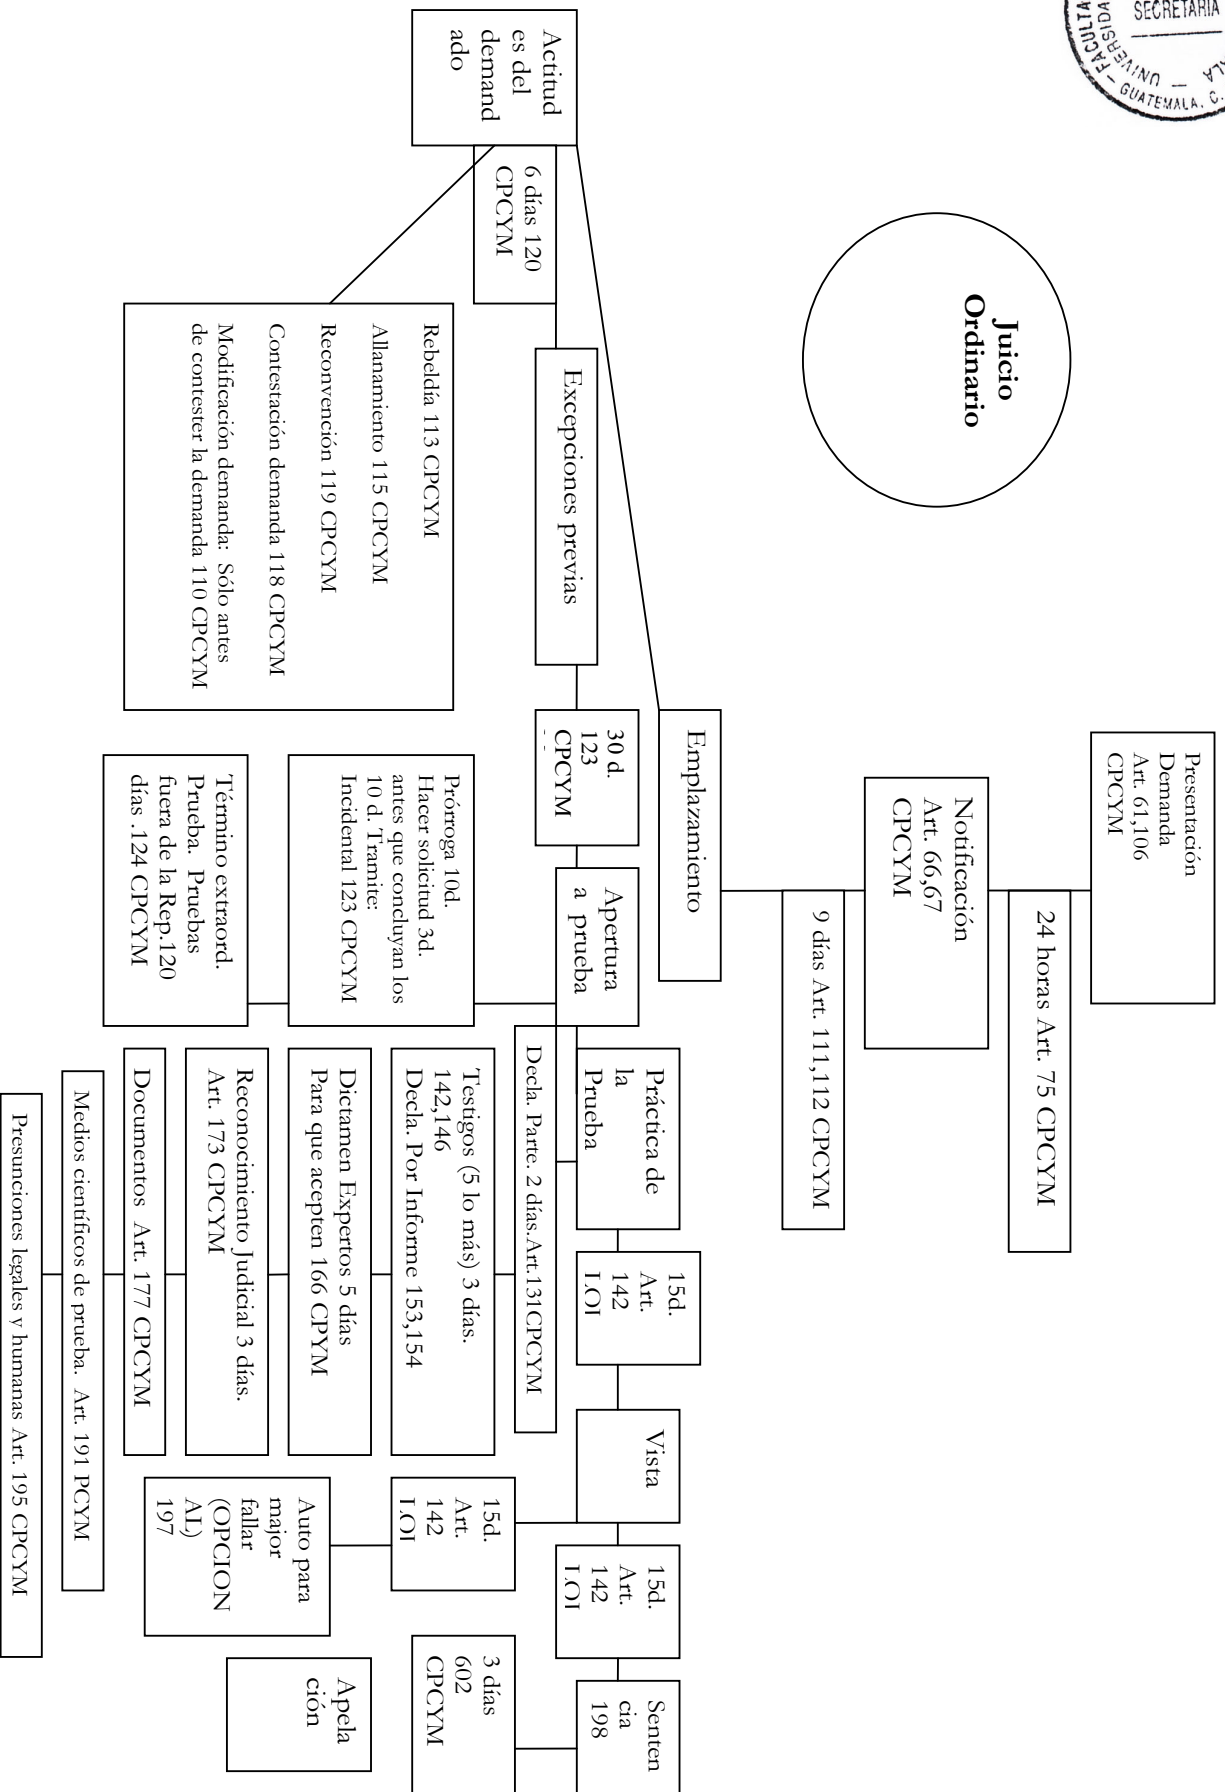 SECRETARIA
FACULTA
UNIVERSIDA
GUATEMALA, C.
Juicio
Ordinario
Presentación
Demanda
Art. 61,106
CPCYM
24 horas Art. 75 CPCYM
Notificación
Art. 66,67
CPCYM
9 días Art. 111,112 CPCYM
Emplazamiento
Actitud
es del
demand
ado
6 días 120
CPCYM
Rebeldía 113 CPCYM
Allanamiento 115 CPCYM
Reconvención 119 CPCYM
Contestación demanda 118 CPCYM
Modificación demanda: Sólo antes
de contester la demanda 110 CPCYM
Excepciones previas
30 d.
123
CPCYM
Apertura
a prueba
Prórroga 10d.
Hacer solicitud 3d.
antes que concluyan los
10 d. Tramite:
Incidental 123 CPCYM
Término extraord.
Prueba. Pruebas
fuera de la Rep.120
días .124 CPCYM
Práctica de
la
Prueba
Decla. Parte. 2 días.Art.131CPCYM
Testigos (5 lo más) 3 días.
142,146
Decla. Por Informe 153,154
Dictamen Expertos 5 días
Para que acepten 166 CPYM
Reconocimiento Judicial 3 días.
Art. 173 CPCYM
Documentos Art. 177 CPCYM
Medios científicos de prueba. Art. 191 PCYM
Presunciones legales y humanas Art. 195 CPCYM
15d.
Art.
142
LOJ
Vista
15d.
Art.
142
LOJ
Auto para
major
fallar
(OPCION
AL)
197
15d.
Art.
142
LOJ
Senten
cia
198
3 días
602
CPCYM
Apela
ción